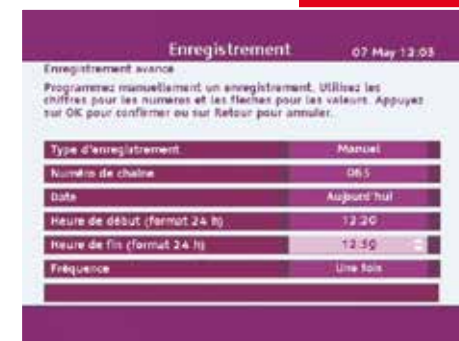 Enregistrement 07 May 12:03
Enregistrement avance
Programmez manuellement un enregistrement. Utilisez les
chiffres pour les numeros et les fleches pour les valeurs. Appuyez
sur OK pour confirmer ou sur Retour pour annuler.
Type d'enregistrement Manuel
Numéro de chaîne 065
Date Aujourd'hui
Heure de début (format 24 h) 12:20
Heure de fin (format 24 h) 12:50
Fréquence Une fois